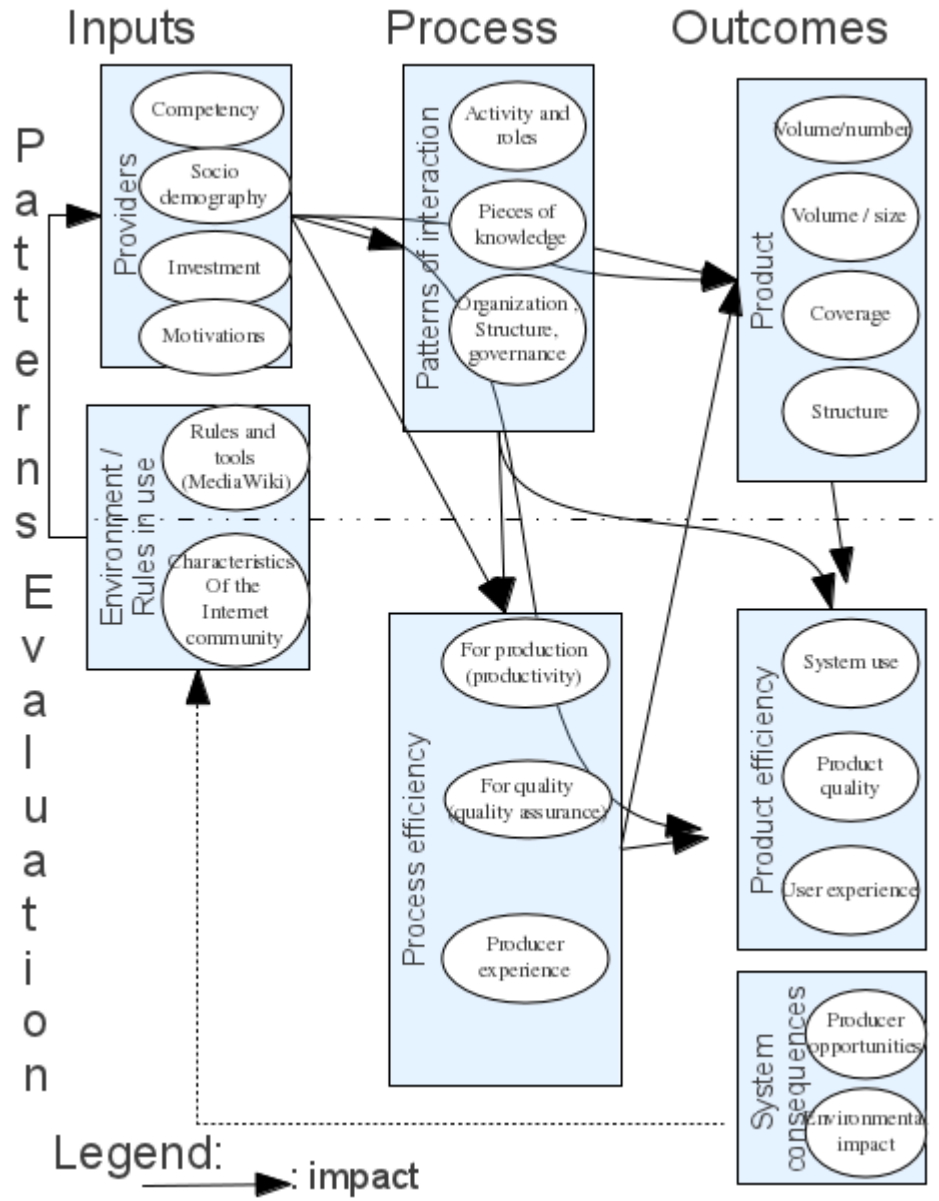 Inputs
Process
Outcomes
Patterns
Evaluation
Providers
Competency
Socio
demography
Investment
Motivations
Environment /
Rules in use
Rules and
tools
(MediaWiki)
Characteristics
Of the
Internet
community
Patterns of interaction
Activity and
roles
Pieces of
knowledge
Organization ,
Structure,
governance
Process efficiency
For production
(productivity)
For quality
(quality assurance)
Producer
experience
Product
Volume/number
Volume / size
Coverage
Structure
Product efficiency
System use
Product
quality
User experience
System
consequences
Producer
opportunities
Environmental
impact
Legend:
: impact